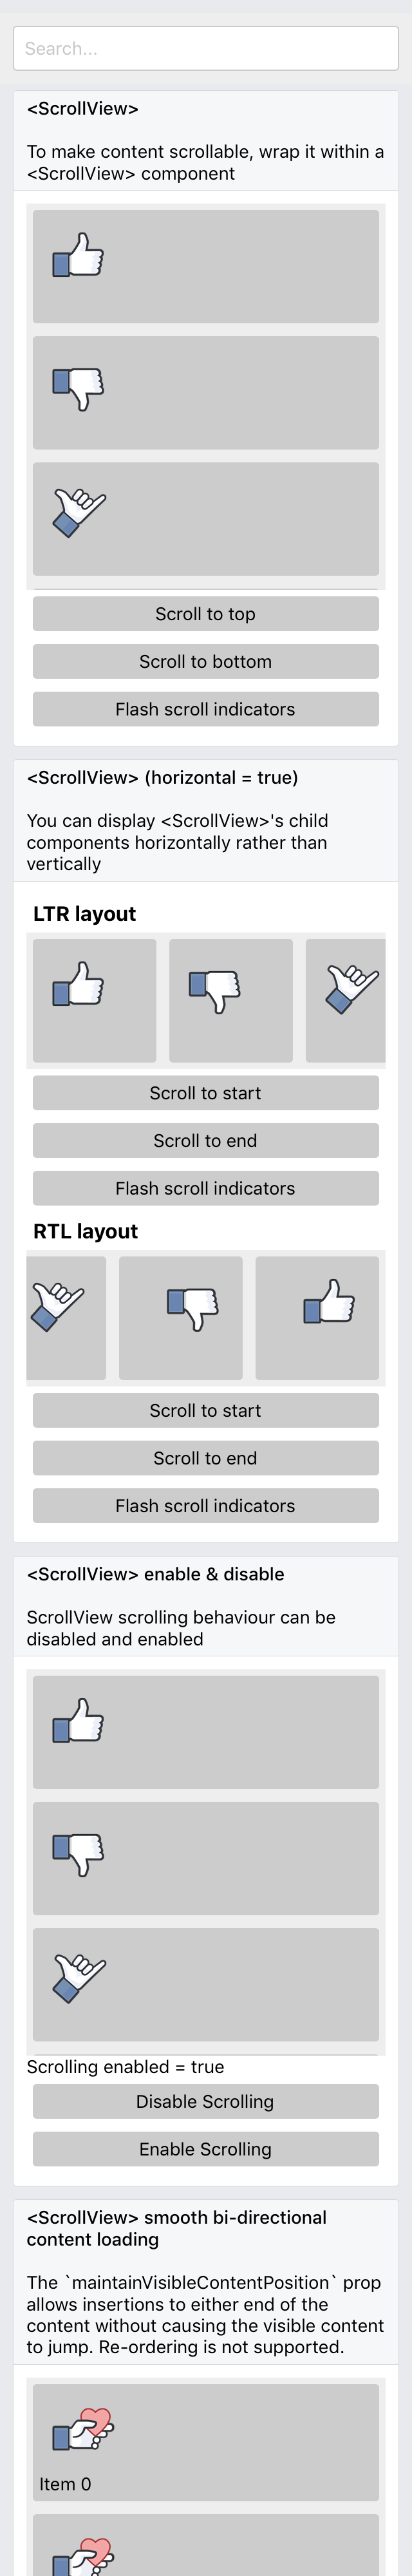 Search...
<ScrollView>
To make content scrollable, wrap it within a
<ScrollView> component
Scroll to top
Scroll to bottom
Flash scroll indicators
<ScrollView> (horizontal = true)
You can display <ScrollView>'s child
components horizontally rather than
vertically
LTR layout
Scroll to start
Scroll to end
Flash scroll indicators
RTL layout
Scroll to start
Scroll to end
Flash scroll indicators
<ScrollView> enable & disable
ScrollView scrolling behaviour can be
disabled and enabled
Scrolling enabled = true
Disable Scrolling
Enable Scrolling
<ScrollView> smooth bi-directional
content loading
The `maintainVisibleContentPosition` prop
allows insertions to either end of the
content without causing the visible content
to jump. Re-ordering is not supported.
Item 0